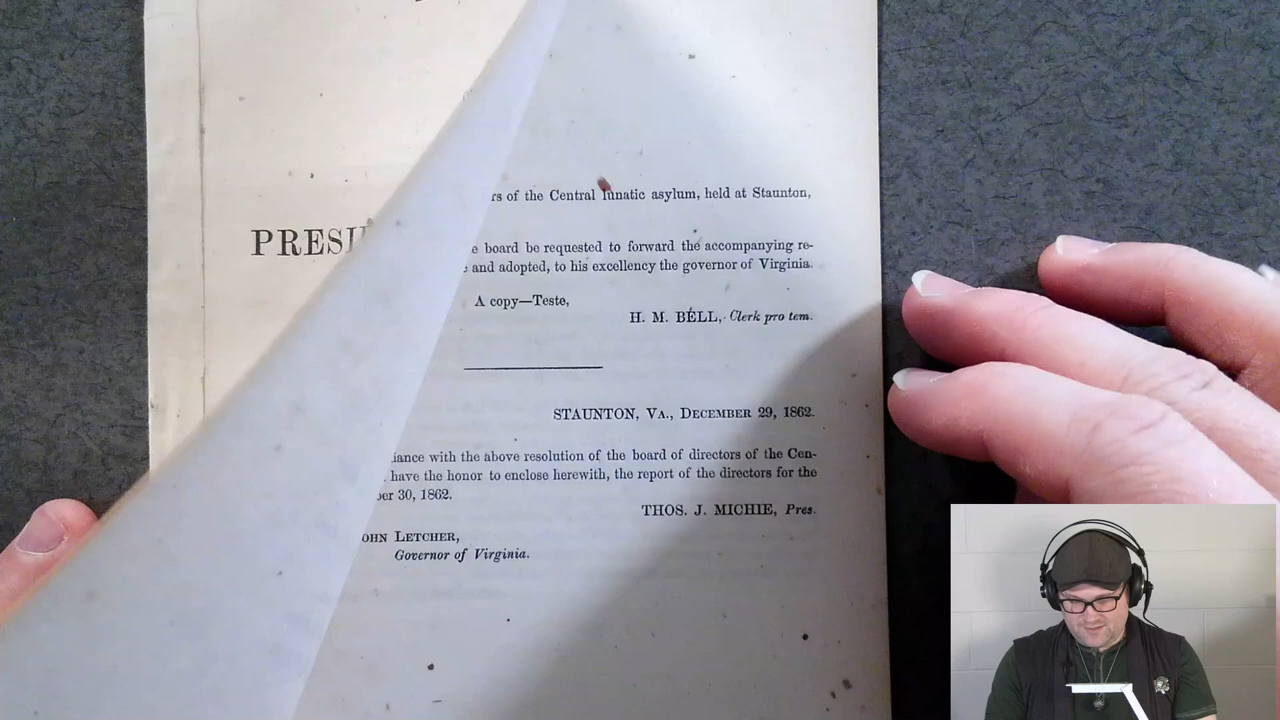 PRESI
rs of the Central lunatic asylum, held at Staunton,
e board be requested to forward the accompanying re-
and adopted, to his excellency the governor of Virginia.
A copy—Teste,
H. M. BELL, Clerk pro tem.
STAUNTON, VA., DECEMBER 29, 1862.
iance with the above resolution of the board of directors of the Cen-
have the honor to enclose herewith, the report of the directors for the
er 30, 1862.
THOS. J. MICHIE, Pres.
OHN LETCHER,
Governor of Virginia.